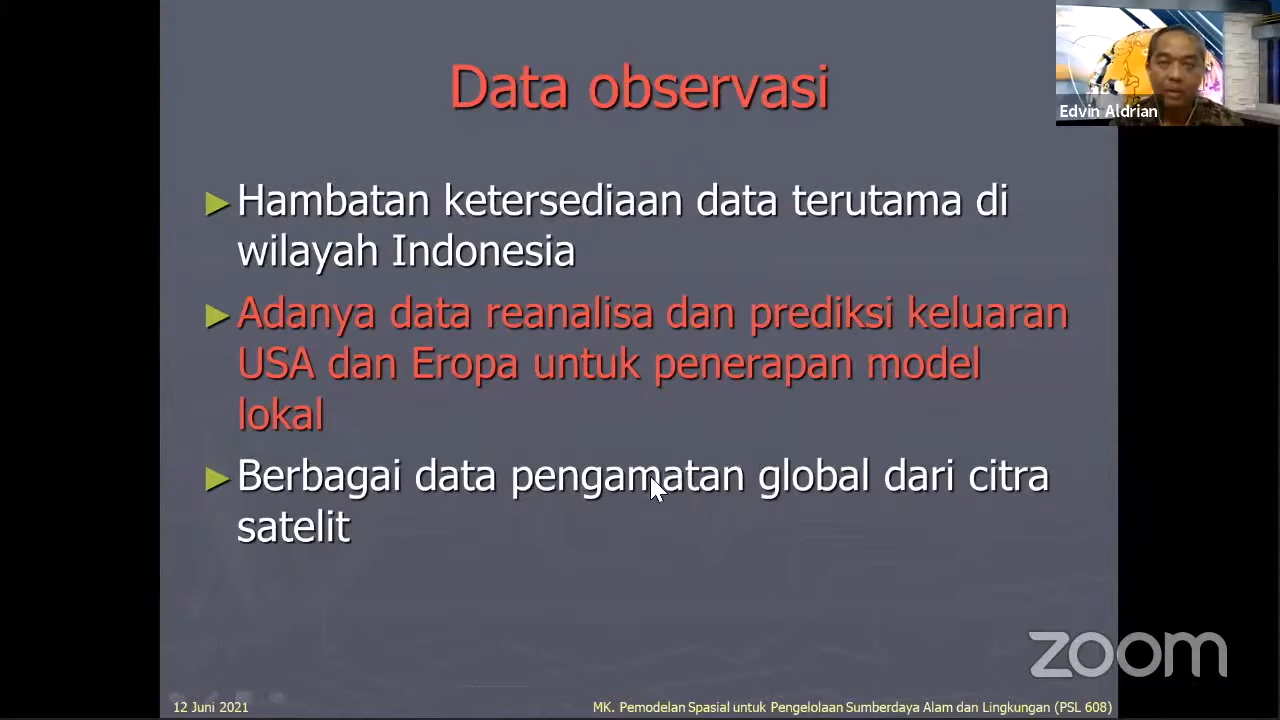 Data observasi
Edvin Aldrian
►Hambatan ketersediaan data terutama di
wilayah Indonesia
►Adanya data reanalisa dan prediksi keluaran
USA dan Eropa untuk penerapan model
lokal
►Berbagai data pengamatan global dari citra
satelit
zoom
12 Juni 2021
MK. Pemodelan Spasial untuk Pengelolaan Sumberdaya Alam dan Lingkungan (PSL 608)